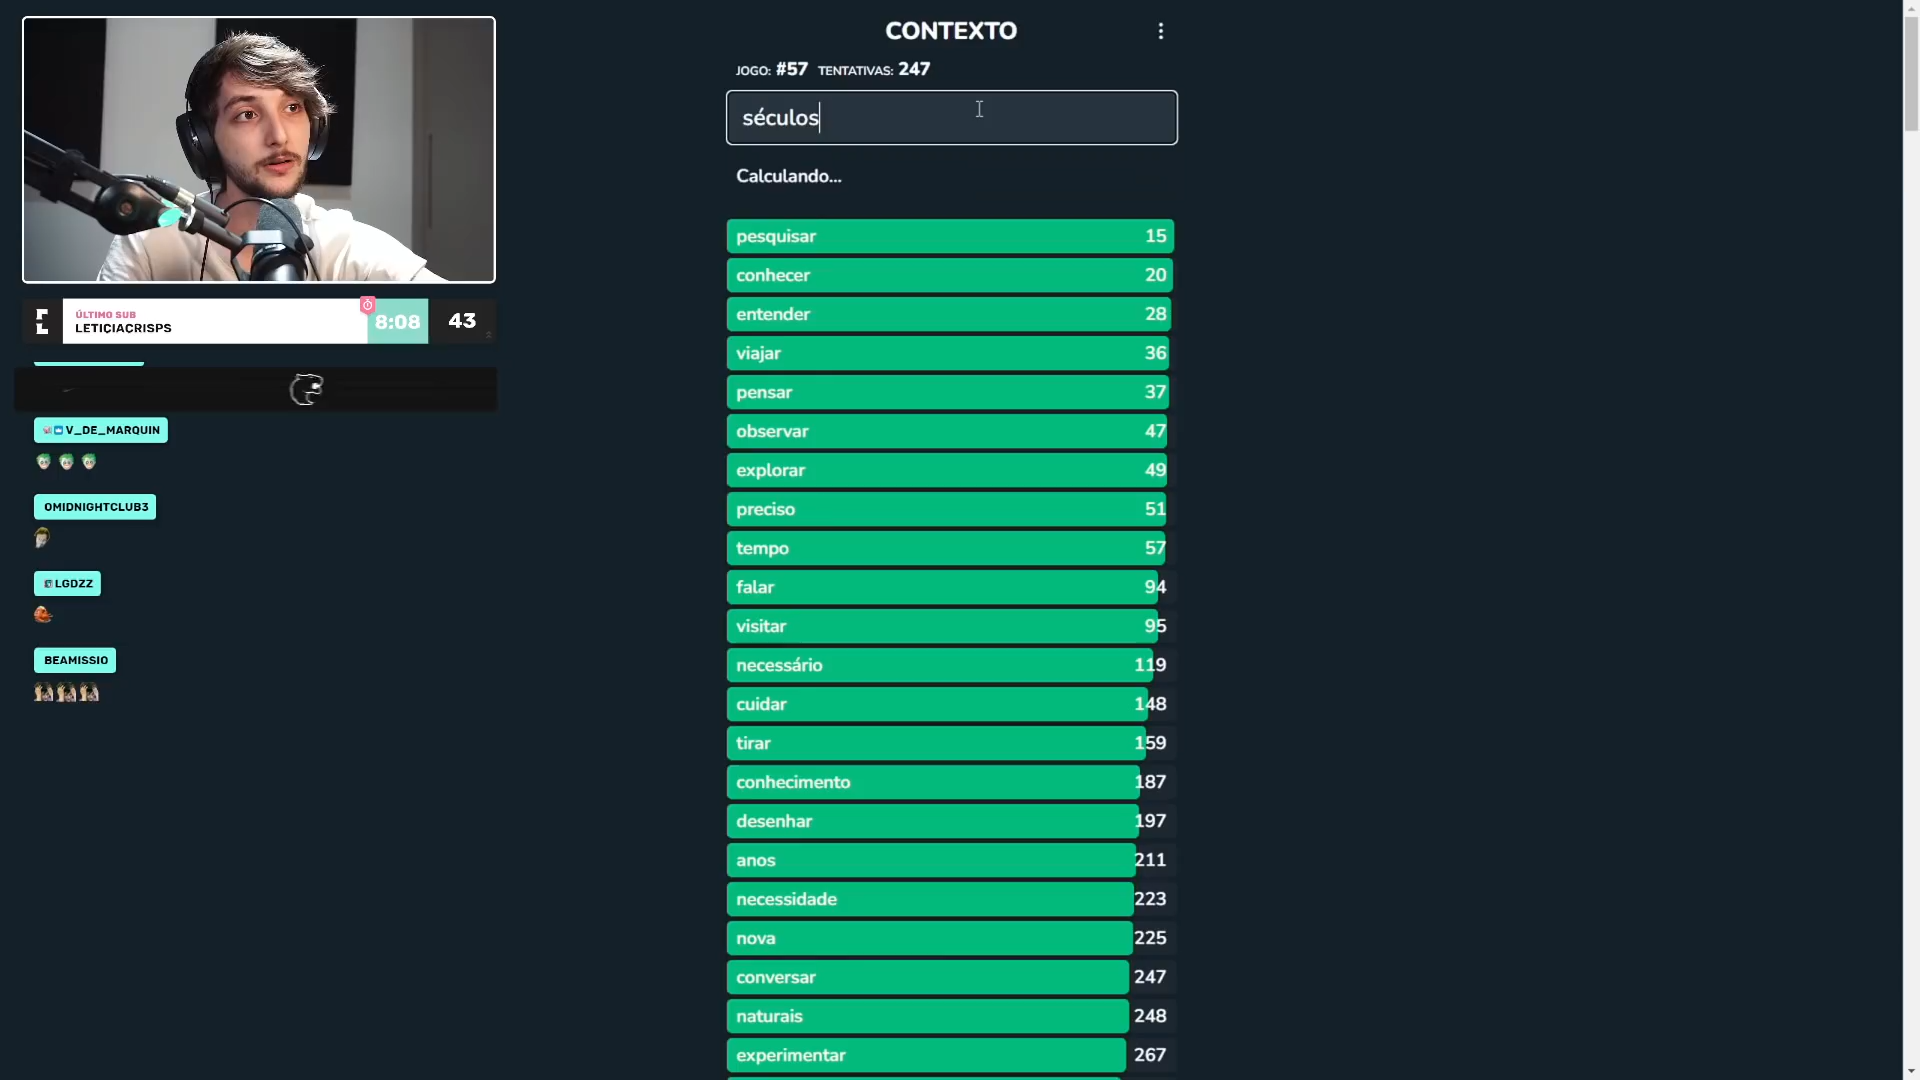 CONTEXTO
JOGO: #57 TENTATIVAS: 247
séculos
Calculando...
pesquisar 15
conhecer 20
entender 28
viajar 36
pensar 37
observar 47
explorar 49
preciso 51
tempo 57
falar 94
visitar 95
necessário 119
cuidar 148
tirar 159
conhecimento 187
desenhar 197
anos 211
necessidade 223
nova 225
conversar 247
naturais 248
experimentar 267
ÚLTIMO SUB
LETIÇIAÇRISPS
8:08
43
V_DE_MARQUIN
OMIDNIGHTCLUB3
LGDZZ
BEAMISSIO